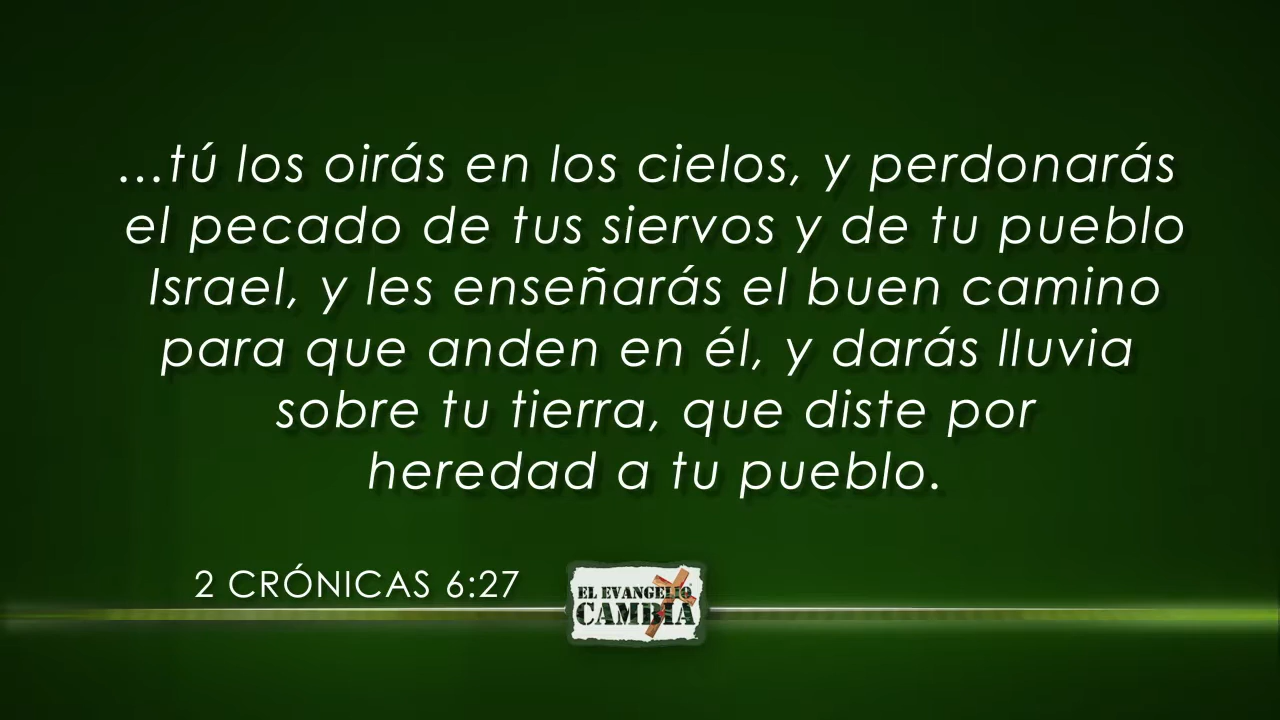 ...tú los oirás en los cielos, y perdonarás
el pecado de tus siervos y de tu pueblo
Israel, y les enseñarás el buen camino
para que anden en él, y darás lluvia
sobre tu tierra, que diste por
heredad a tu pueblo.
2 CRÓNICAS 6:27
EL EVANGELIO
CAMBIA